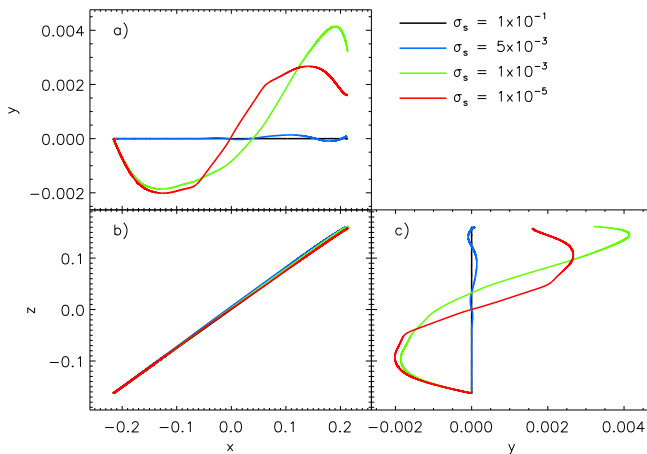 0.004
0.002
0.000
−0.002
y
a)
σs = 1x10⁻¹
σs = 5x10⁻³
σs = 1x10⁻³
σs = 1x10⁻⁵
b)
c)
0.1
0.0
−0.1
z
−0.2 −0.1 0.0 0.1 0.2
x
−0.002 0.000 0.002 0.004
y